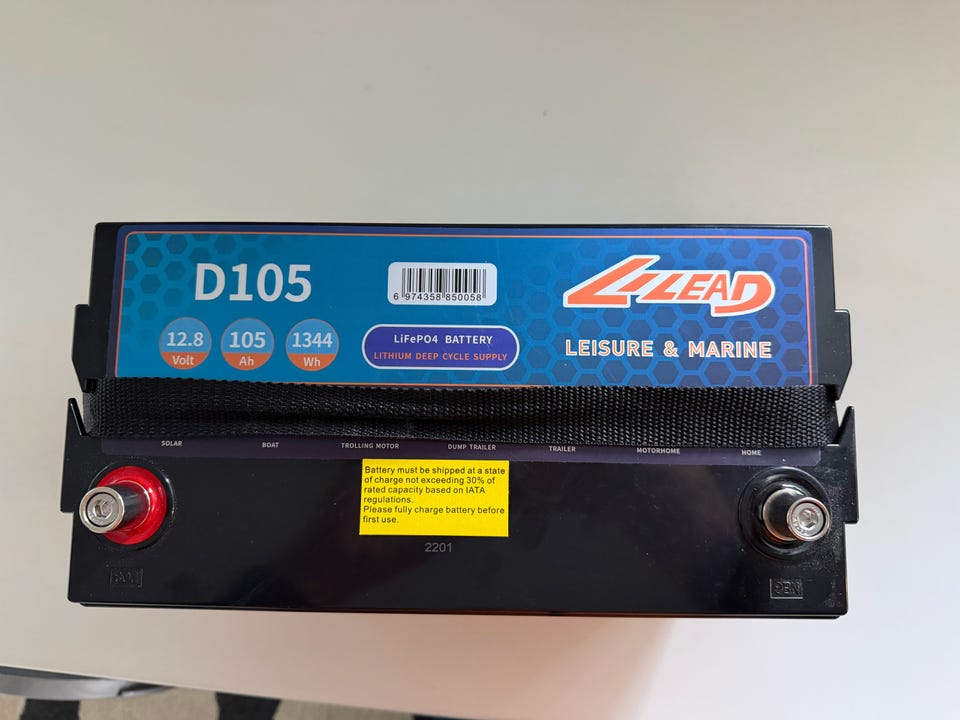 D105
6 974358 850058
LILEAD
12.8
Volt
105
Ah
1344
Wh
LiFePO4 BATTERY
LITHIUM DEEP CYCLE SUPPLY
LEISURE & MARINE
SOLAR
BOAT
TROLLING MOTOR
DUMP TRAILER
TRAILER
MOTORHOME
HOME
Battery must be shipped at a state
of charge not exceeding 30% of
rated capacity based on IATA
regulations.
Please fully charge battery before
first use.
2201
POS
NEG